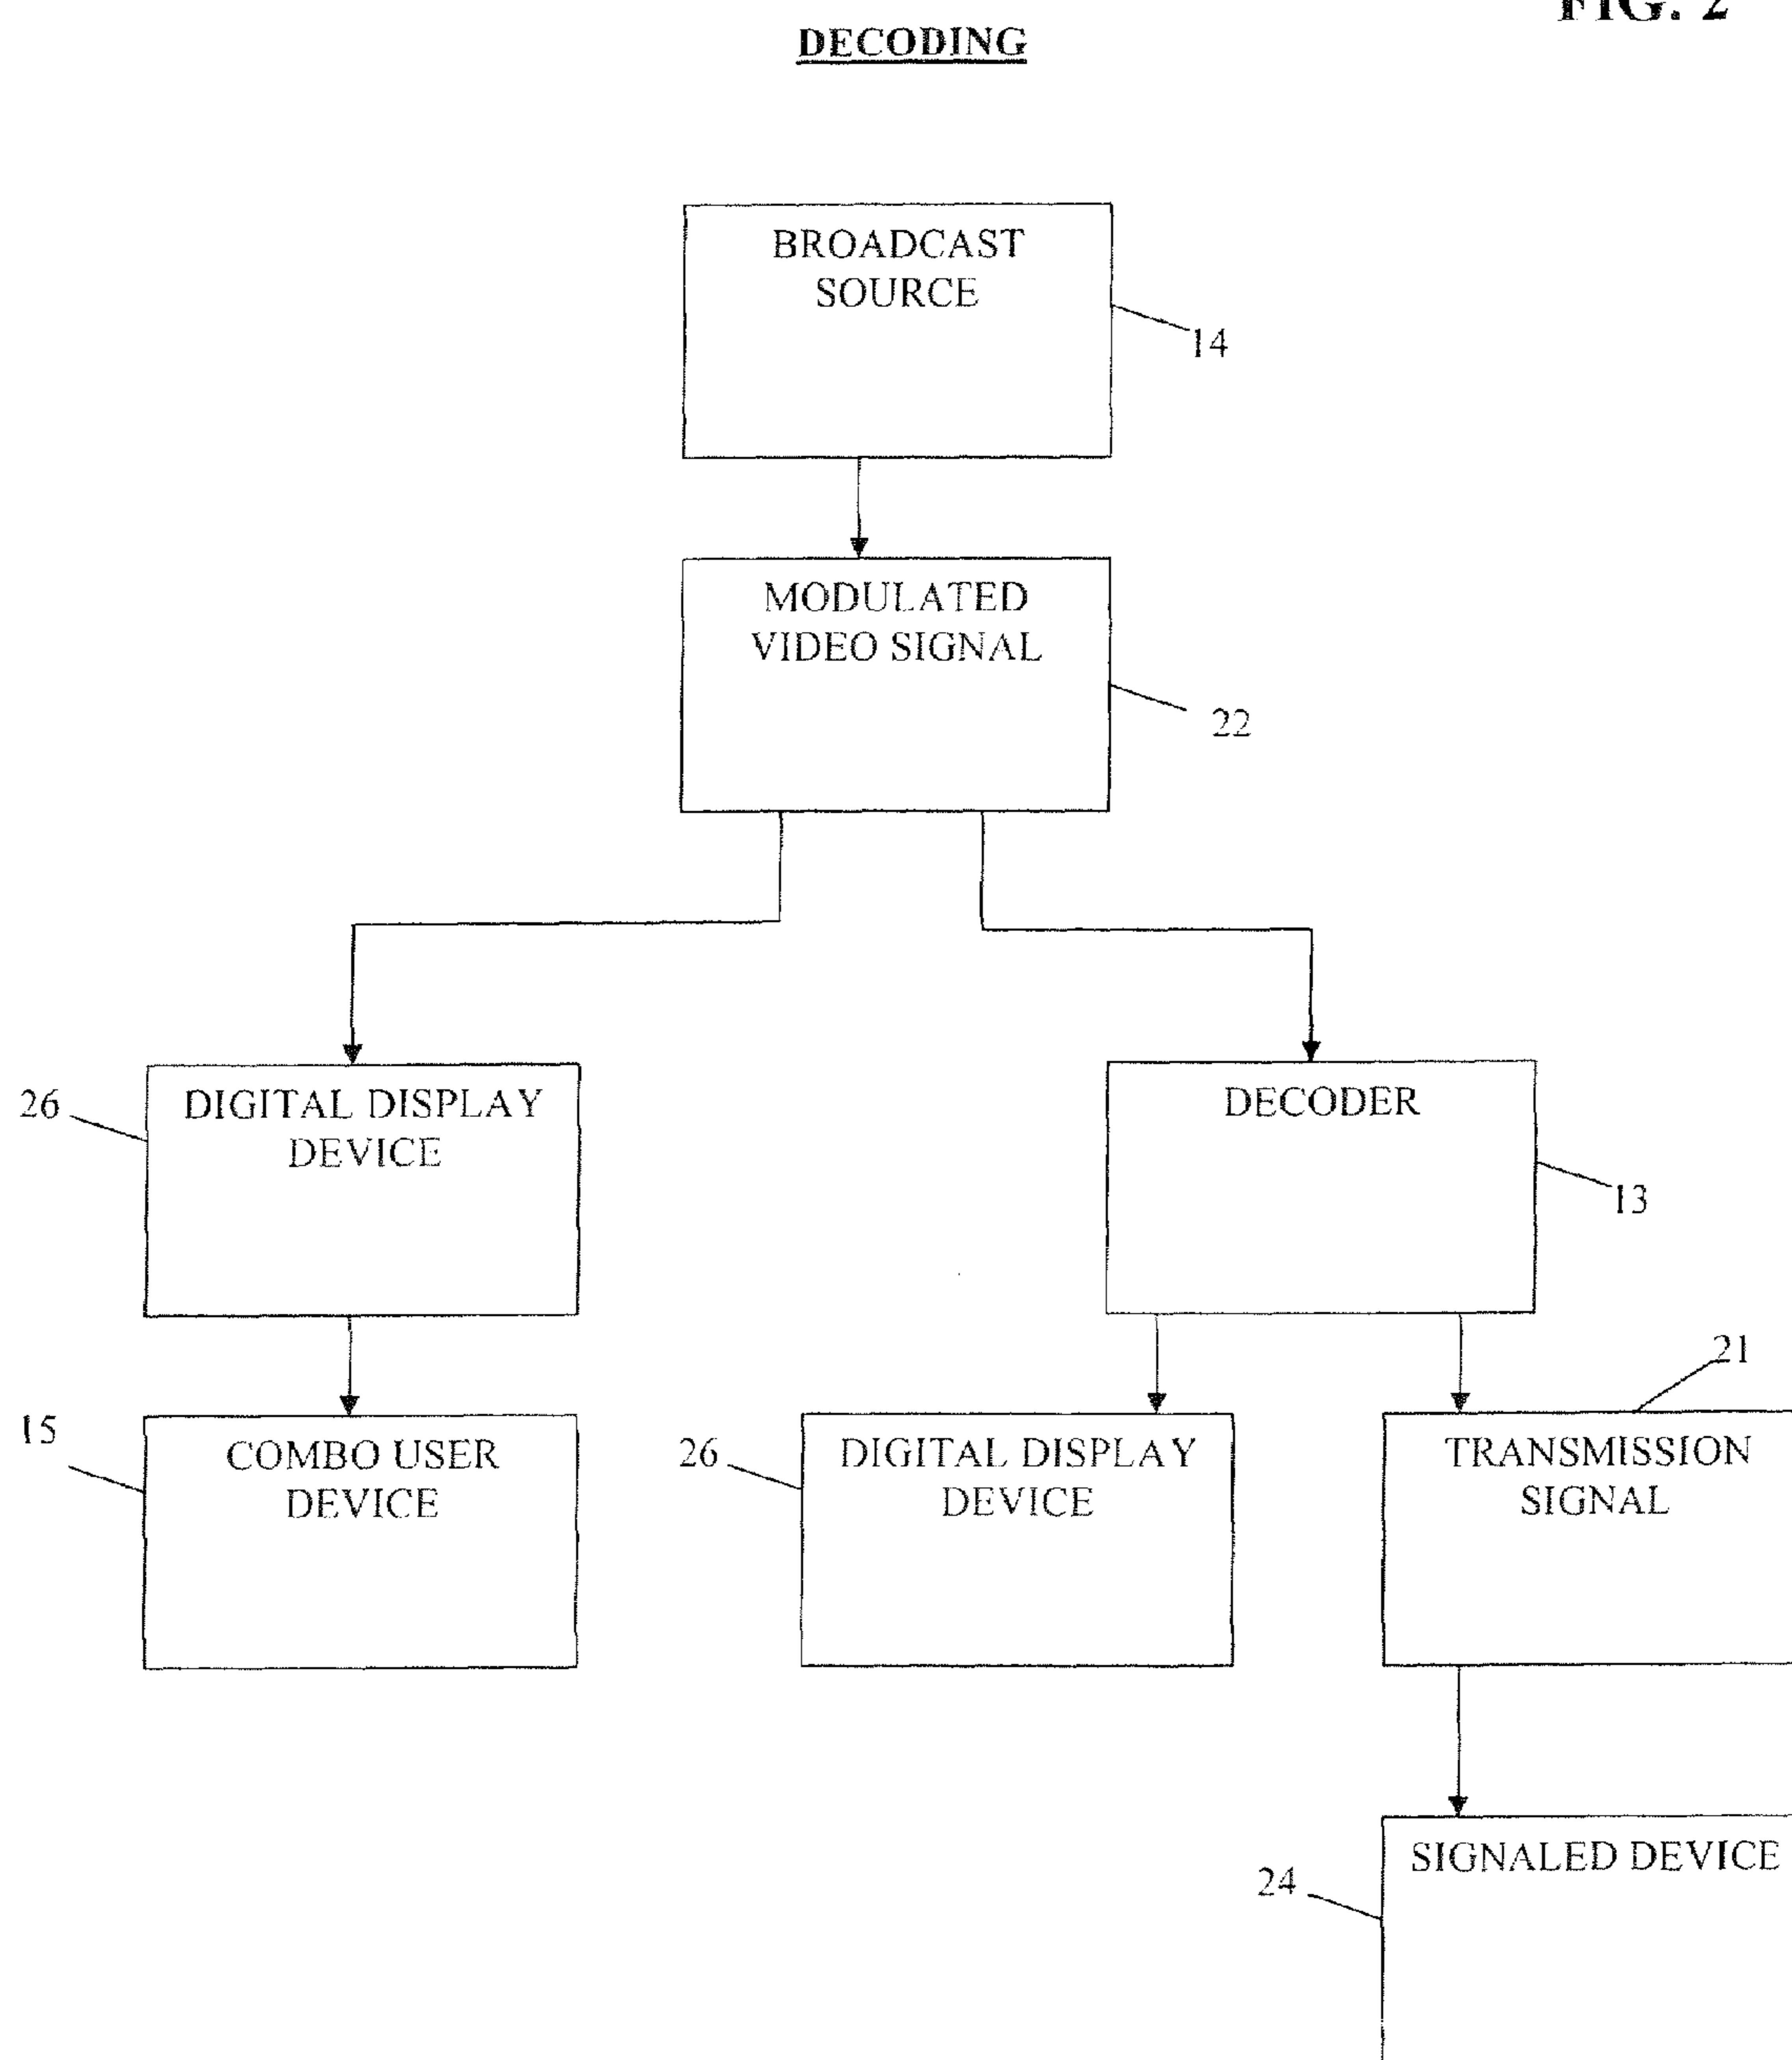 FIG. 2
DECODING
BROADCAST
SOURCE
14
MODULATED
VIDEO SIGNAL
22
26
DIGITAL DISPLAY
DEVICE
DECODER
13
21
15
COMBO USER
DEVICE
26
DIGITAL DISPLAY
DEVICE
TRANSMISSION
SIGNAL
24
SIGNALED DEVICE